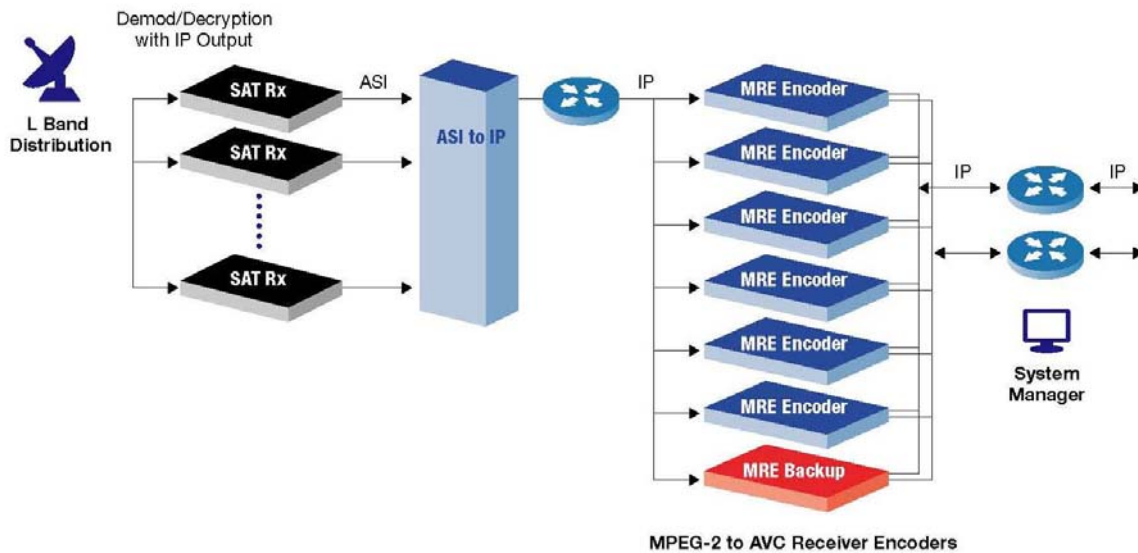 Demod/Decryption
with IP Output
L Band
Distribution
SAT Rx
SAT Rx
SAT Rx
ASI
ASI to IP
IP
MRE Encoder
MRE Encoder
MRE Encoder
MRE Encoder
MRE Encoder
MRE Encoder
MRE Backup
IP
IP
System
Manager
MPEG-2 to AVC Receiver Encoders